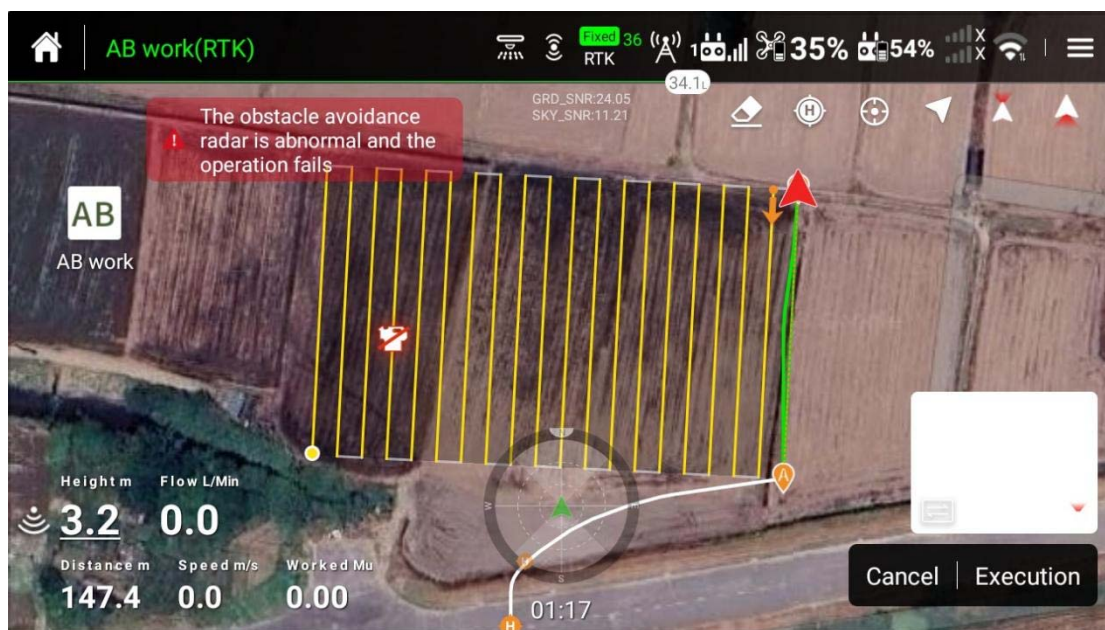 AB work(RTK)
Fixed 36
RTK
1
35%
54%
X
X
34.1L
GRD_SNR:24.05
SKY_SNR:11.21
H
The obstacle avoidance
radar is abnormal and the
operation fails
AB
AB work
N
W
E
S
A
Height m
Flow L/Min
3.2
0.0
Distance m
Speed m/s
Worked Mu
147.4
0.0
0.00
01:17
H
Cancel
Execution